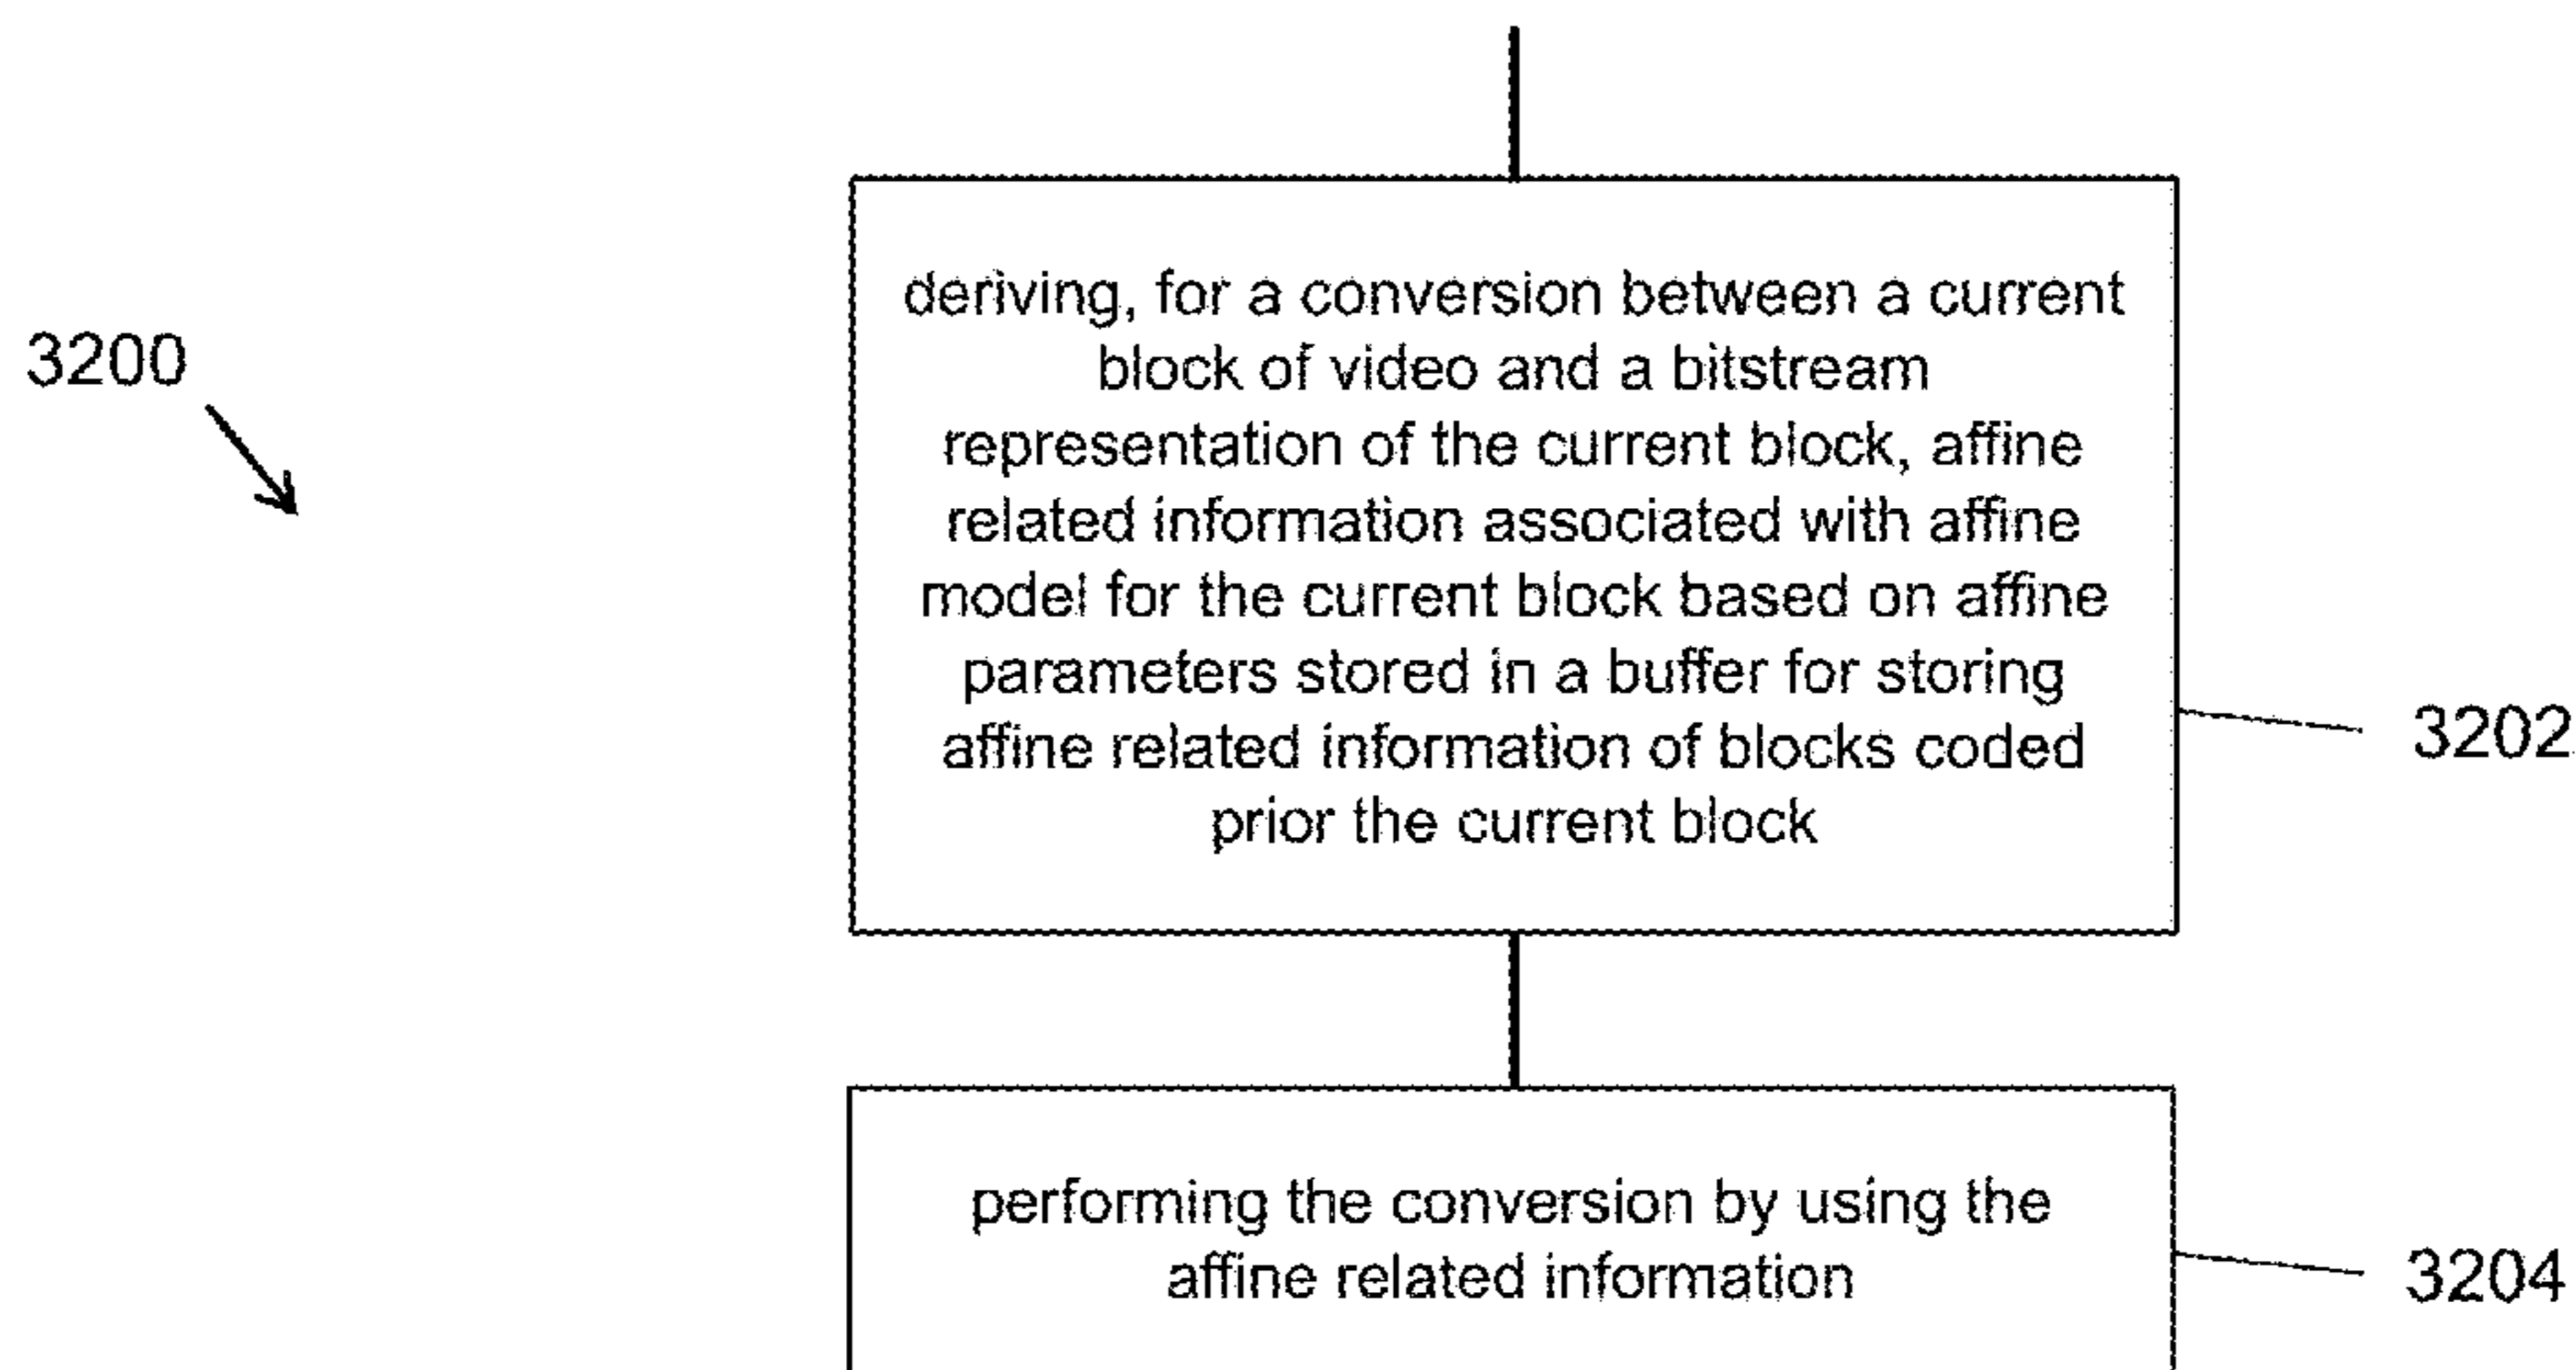 3200
deriving, for a conversion between a current
block of video and a bitstream
representation of the current block, affine
related information associated with affine
model for the current block based on affine
parameters stored in a buffer for storing
affine related information of blocks coded
prior the current block
3202
performing the conversion by using the
affine related information
3204